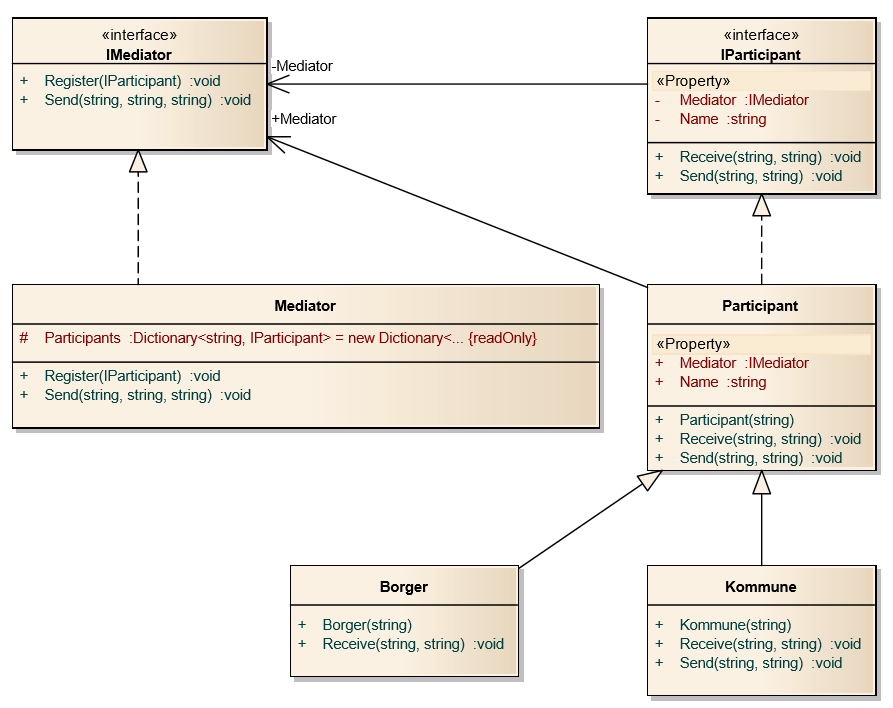 «interface»
IMediator
+ Register(IParticipant) :void
+ Send(string, string, string) :void
-Mediator
+Mediator
«interface»
IParticipant
«Property»
- Mediator :IMediator
- Name :string
+ Receive(string, string) :void
+ Send(string, string) :void
Mediator
# Participants :Dictionary<string, IParticipant> = new Dictionary<... {readOnly}
+ Register(IParticipant) :void
+ Send(string, string, string) :void
Participant
«Property»
+ Mediator :IMediator
+ Name :string
+ Participant(string)
+ Receive(string, string) :void
+ Send(string, string) :void
Borger
+ Borger(string)
+ Receive(string, string) :void
Kommune
+ Kommune(string)
+ Receive(string, string) :void
+ Send(string, string) :void